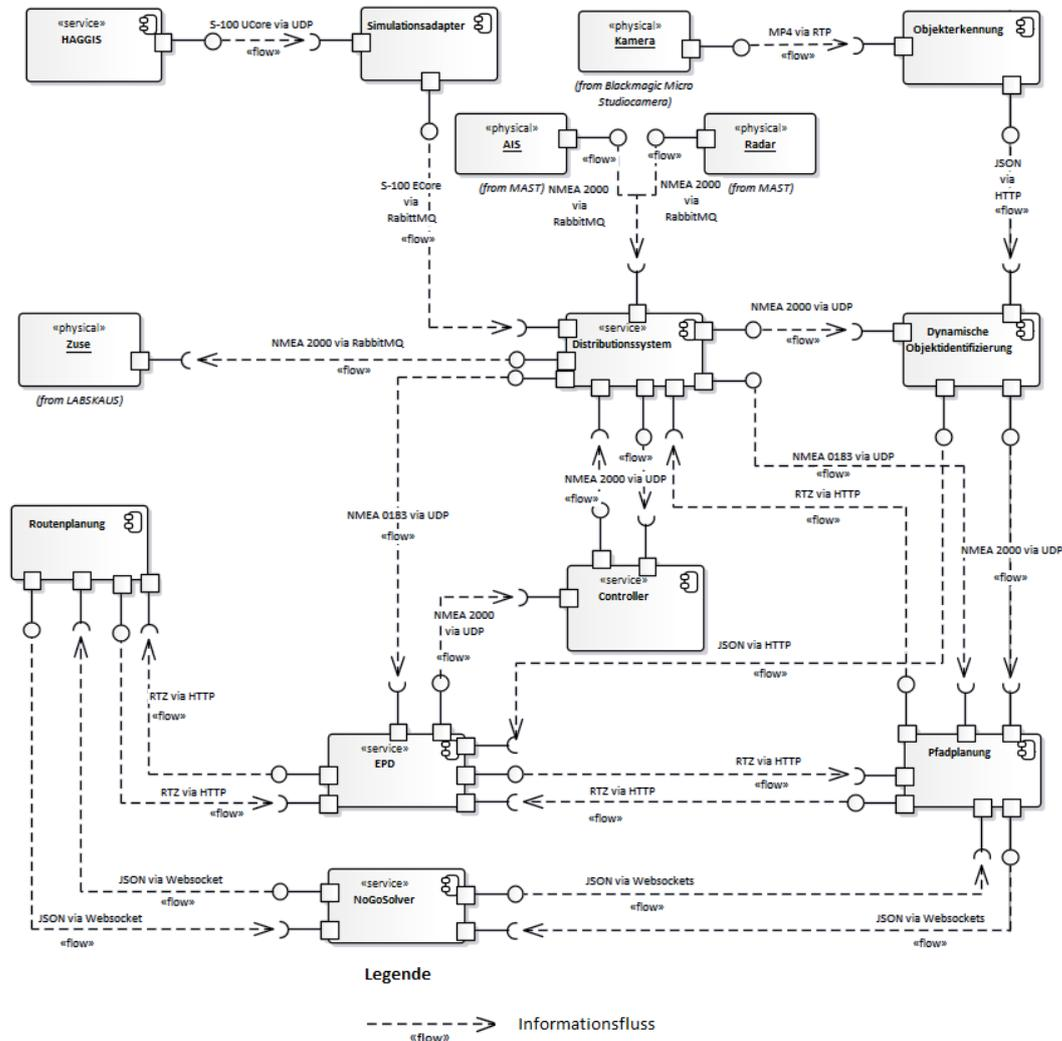 «service»
HAGGIS
S-100 UCore via UDP
«flow»
Simulationsadapter
«physical»
Kamera
(from Blackmagic Micro
Studiocamera)
MP4 via RTP
«flow»
Objekterkennung
«physical»
AIS
(from MAST)
«flow»
«flow»
«physical»
Radar
(from MAST)
NMEA 2000
via
RabbitMQ
NMEA 2000
via
RabbitMQ
JSON
via
HTTP
«flow»
S-100 ECore
via
RabittMQ
«flow»
«physical»
Zuse
(from LABSKAUS)
NMEA 2000 via RabbitMQ
«flow»
«service»
Distributionssystem
NMEA 2000 via UDP
«flow»
Dynamische
Objektidentifizierung
«flow»
NMEA 2000 via UDP
«flow»
NMEA 0183 via UDP
«flow»
RTZ via HTTP
«flow»
NMEA 0183 via UDP
«flow»
NMEA 2000 via UDP
«flow»
Routenplanung
«service»
Controller
NMEA 2000
via UDP
«flow»
JSON via HTTP
«flow»
RTZ via HTTP
«flow»
«service»
EPD
Pfadplanung
RTZ via HTTP
«flow»
RTZ via HTTP
«flow»
RTZ via HTTP
«flow»
JSON via Websocket
«flow»
«service»
NoGoSolver
JSON via Websockets
«flow»
JSON via Websocket
«flow»
JSON via Websockets
«flow»
Legende
«flow»
Informationsfluss